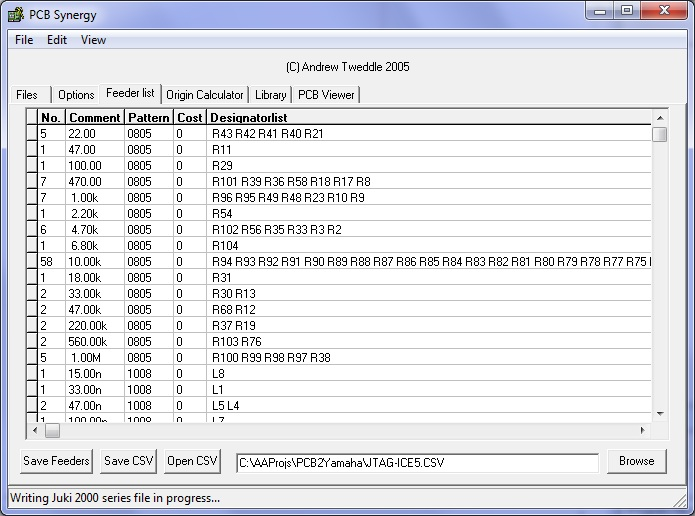 PCB Synergy
File Edit View
(C) Andrew Tweddle 2005
Files Options Feeder list Origin Calculator Library PCB Viewer
No. Comment Pattern Cost Designatorlist
5 22.00 0805 0 R43 R42 R41 R40 R21
1 47.00 0805 0 R11
1 100.00 0805 0 R29
7 470.00 0805 0 R101 R39 R36 R58 R18 R17 R8
7 1.00k 0805 0 R96 R95 R49 R48 R23 R10 R9
1 2.20k 0805 0 R54
6 4.70k 0805 0 R102 R56 R35 R33 R3 R2
1 6.80k 0805 0 R104
58 10.00k 0805 0 R94 R93 R92 R91 R90 R89 R88 R87 R86 R85 R84 R83 R82 R81 R80 R79 R78 R77 R75
1 18.00k 0805 0 R31
2 33.00k 0805 0 R30 R13
2 47.00k 0805 0 R68 R12
2 220.00k 0805 0 R37 R19
2 560.00k 0805 0 R103 R76
5 1.00M 0805 0 R100 R99 R98 R97 R38
1 15.00n 1008 0 L8
1 33.00n 1008 0 L1
2 47.00n 1008 0 L5 L4
1 100.00n 1008 0 L7
Save Feeders Save CSV Open CSV C:\AAProjs\PCB2Yamaha\JTAG-ICE5.CSV Browse
Writing Juki 2000 series file in progress...